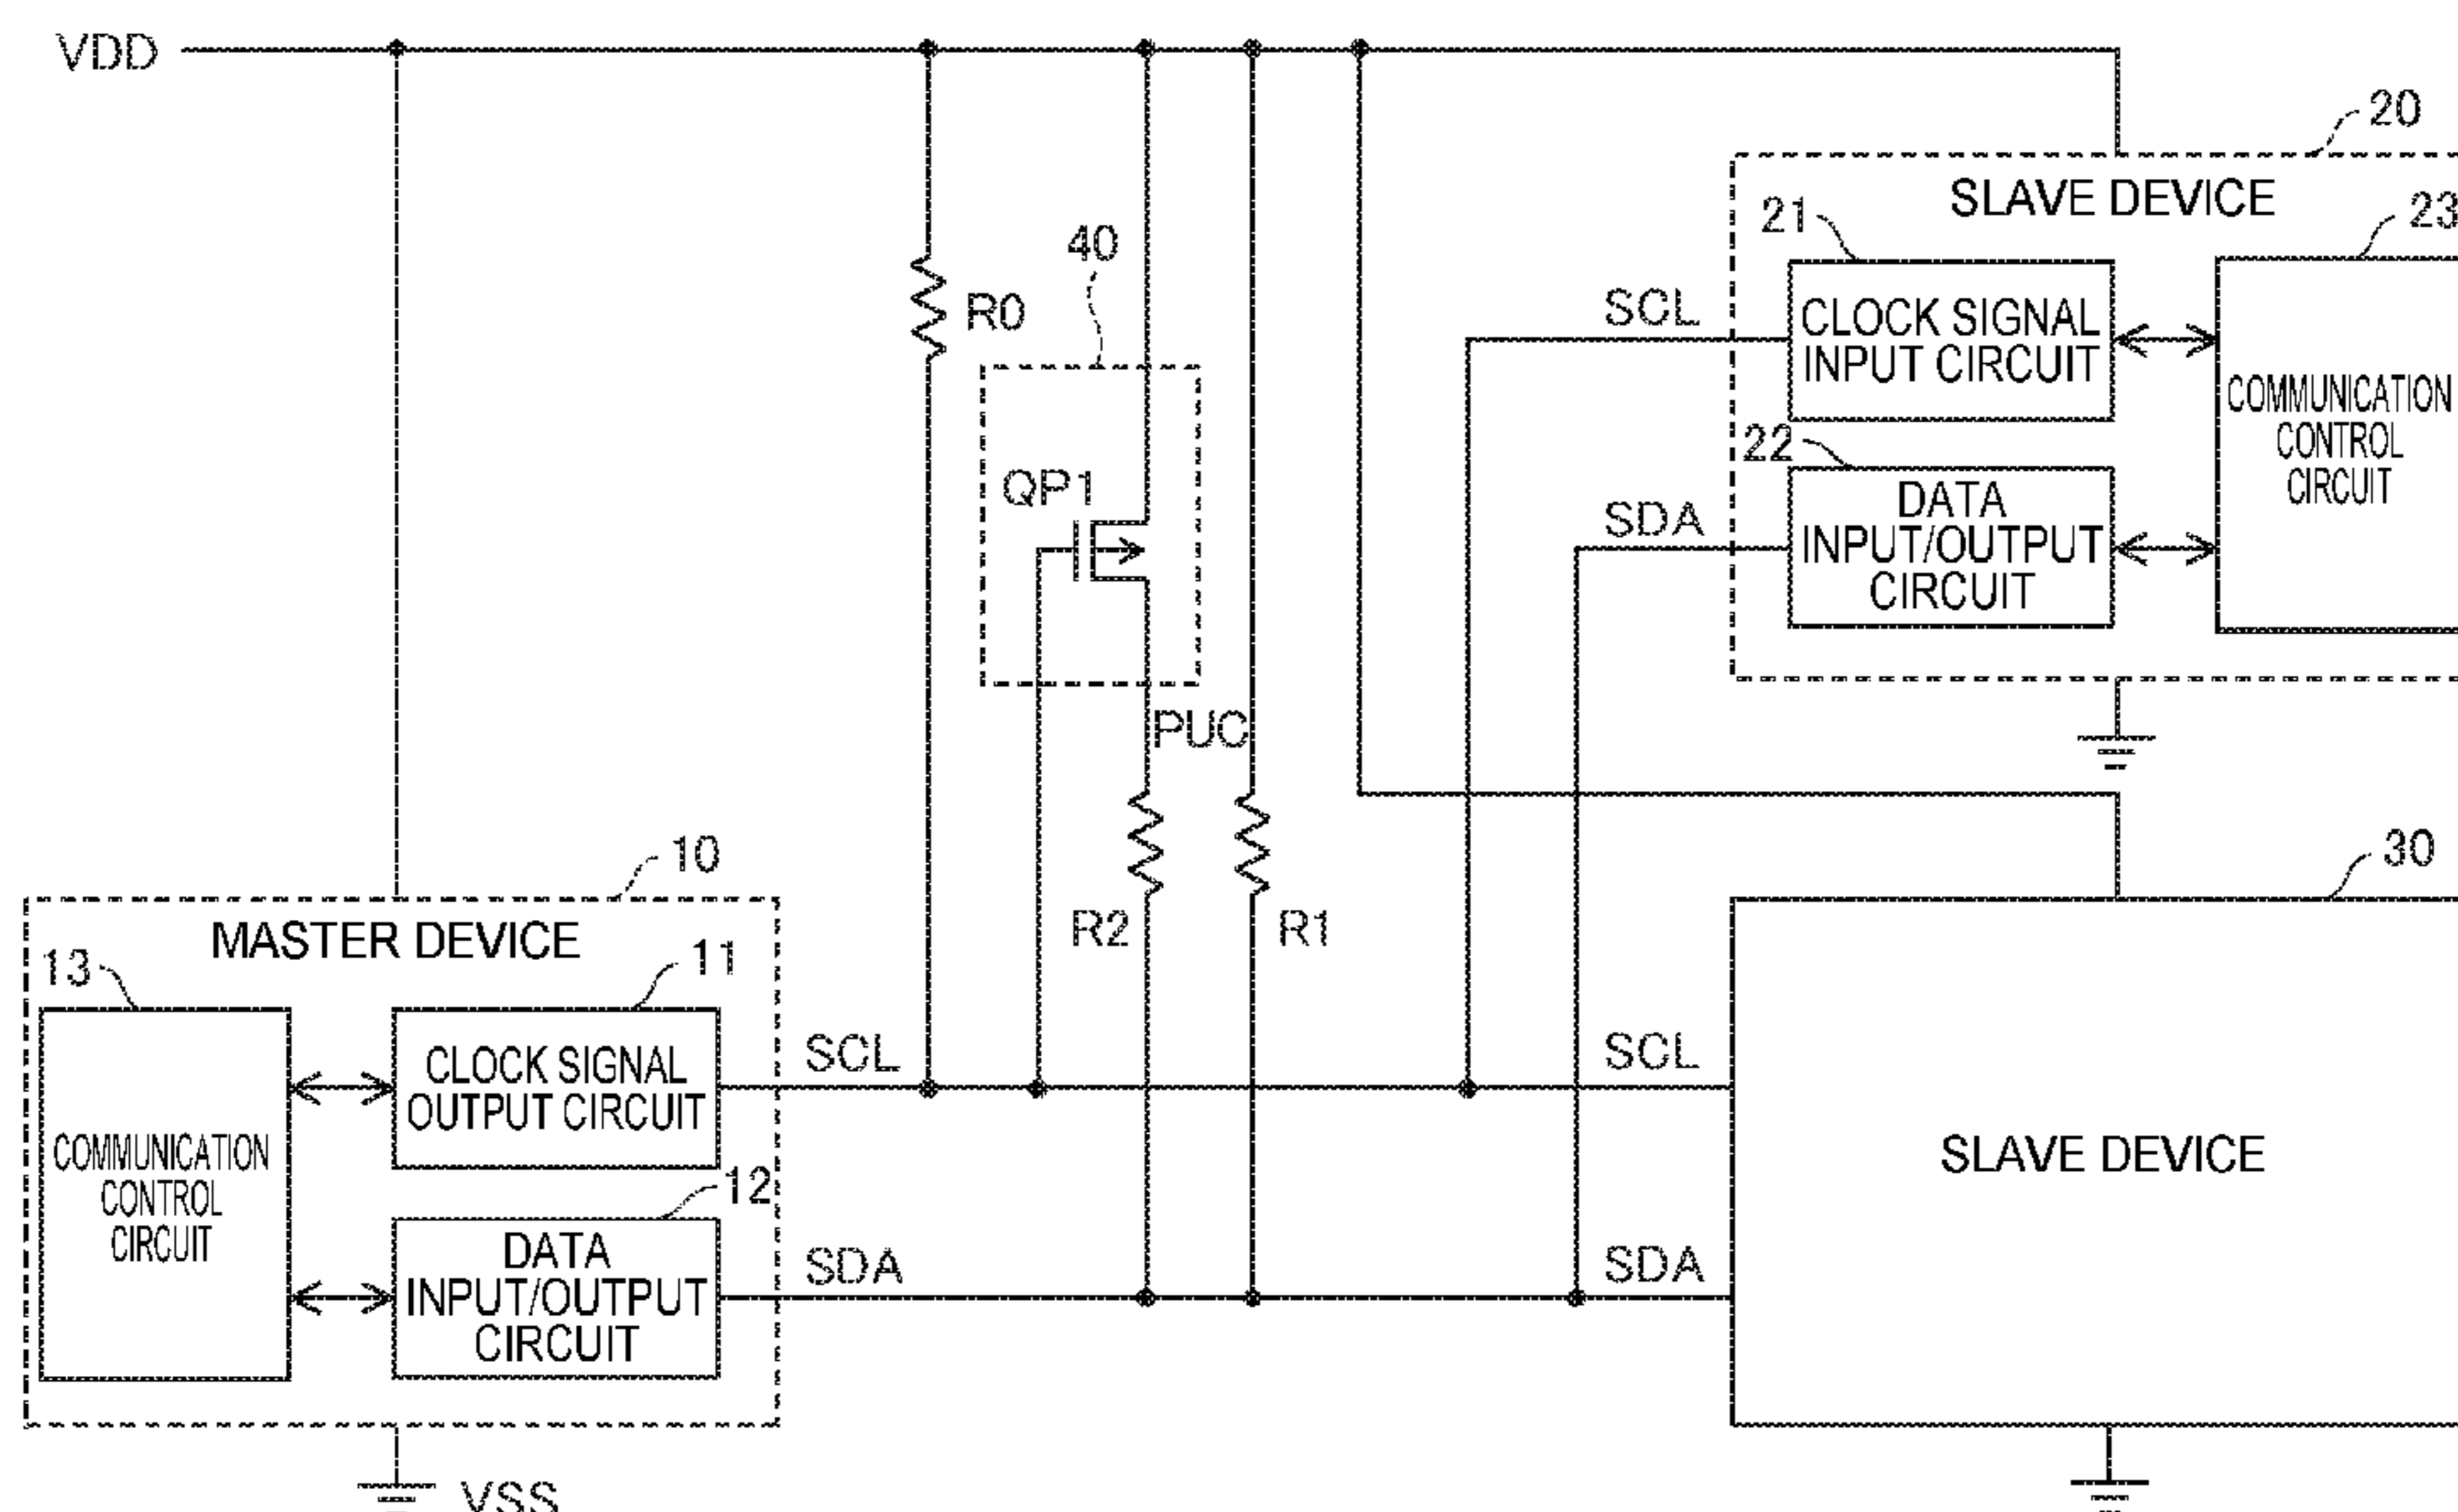 VDD
20
SLAVE DEVICE
21
23
40
SCL
CLOCK SIGNAL
INPUT CIRCUIT
R0
COMMUNICATION
CONTROL
CIRCUIT
22
QP1
SDA
DATA
INPUT/OUTPUT
CIRCUIT
PUC
10
30
MASTER DEVICE
R2
R1
13
11
SCL
SCL
CLOCK SIGNAL
OUTPUT CIRCUIT
COMMUNICATION
CONTROL
CIRCUIT
SLAVE DEVICE
12
DATA
INPUT/OUTPUT
CIRCUIT
SDA
SDA
VSS